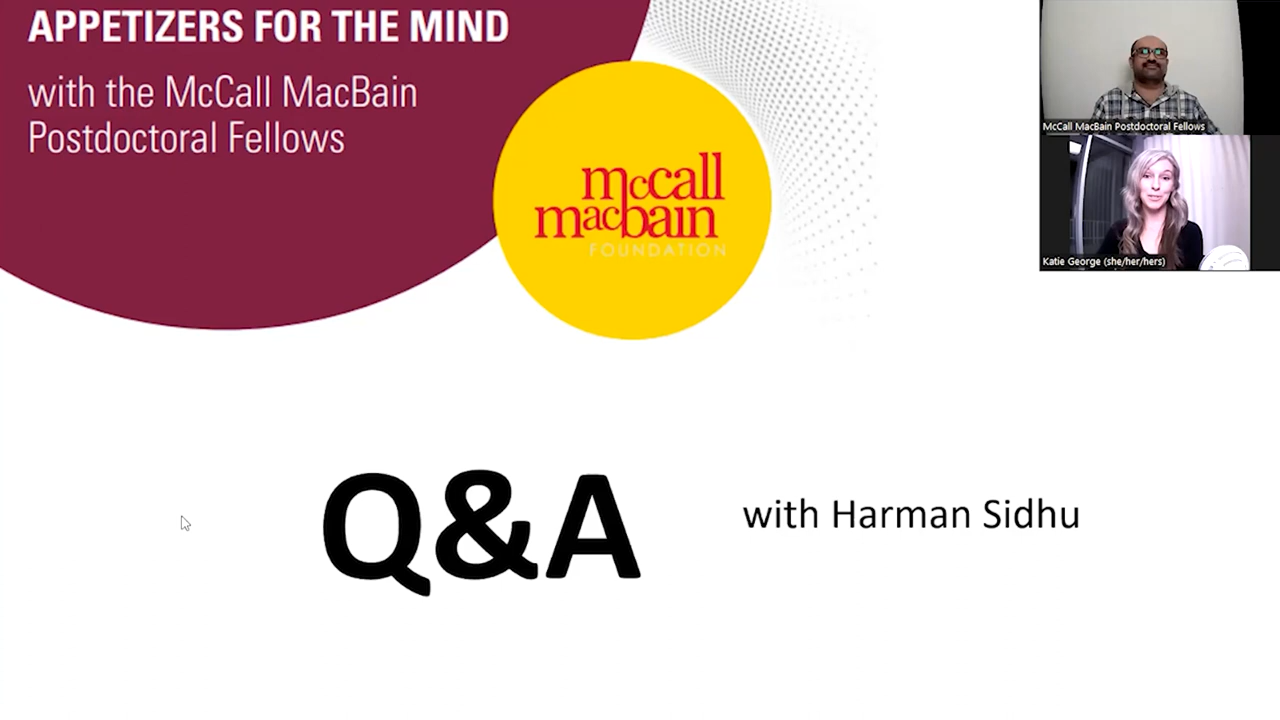 APPETIZERS FOR THE MIND
with the McCall MacBain
Postdoctoral Fellows
mccall
macbain
FOUNDATION
McCall MacBain Postdoctoral Fellows
Katie George (she/her/hers)
Q&A
with Harman Sidhu